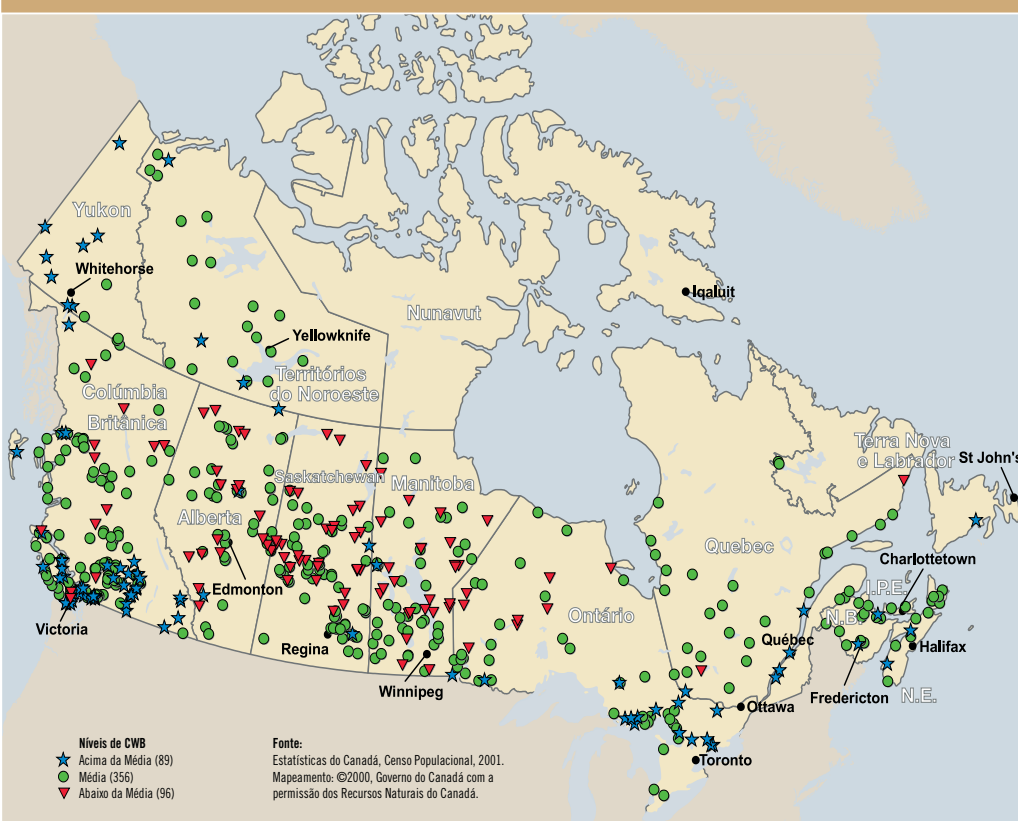 Yukon
Whitehorse
Iqaluit
Nunavut
Yellowknife
Territórios
do Noroeste
Colúmbia
Britânica
Terra Nova
e Labrador
St John's
Saskatchewan
Manitoba
Alberta
Quebec
Charlottetown
Edmonton
I.P.E.
Ontário
N.B.
Victoria
Québec
Regina
Halifax
Winnipeg
Fredericton
N.E.
Ottawa
Toronto
Níveis de CWB
Acima da Média (89)
Média (356)
Abaixo da Média (96)
Fonte:
Estatísticas do Canadá, Censo Populacional, 2001.
Mapeamento: ©2000, Governo do Canadá com a
permissão dos Recursos Naturais do Canadá.